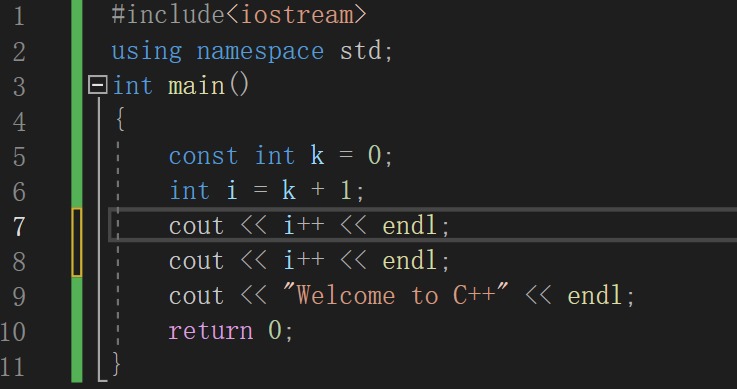 1 #include<iostream>
2 using namespace std;
3 int main()
4 {
5 const int k = 0;
6 int i = k + 1;
7 cout << i++ << endl;
8 cout << i++ << endl;
9 cout << "Welcome to C++" << endl;
10 return 0;
11 }